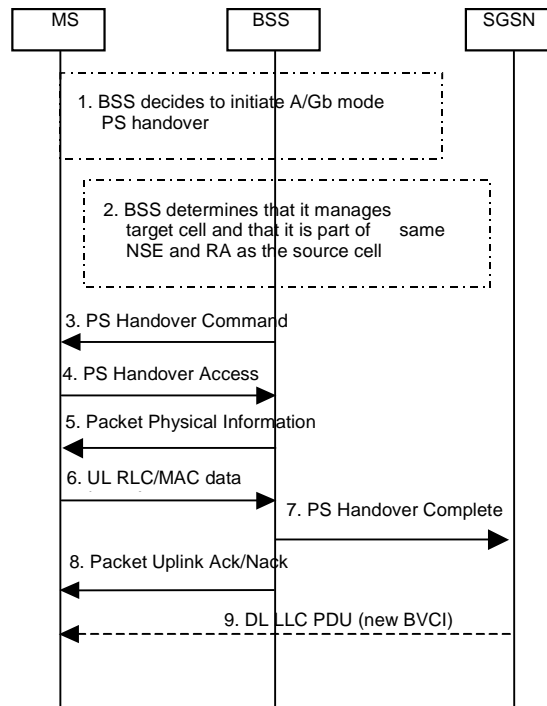 MS
BSS
SGSN
1. BSS decides to initiate A/Gb mode
PS handover
2. BSS determines that it manages
target cell and that it is part of same
NSE and RA as the source cell
3. PS Handover Command
4. PS Handover Access
5. Packet Physical Information
6. UL RLC/MAC data
7. PS Handover Complete
8. Packet Uplink Ack/Nack
9. DL LLC PDU (new BVCI)